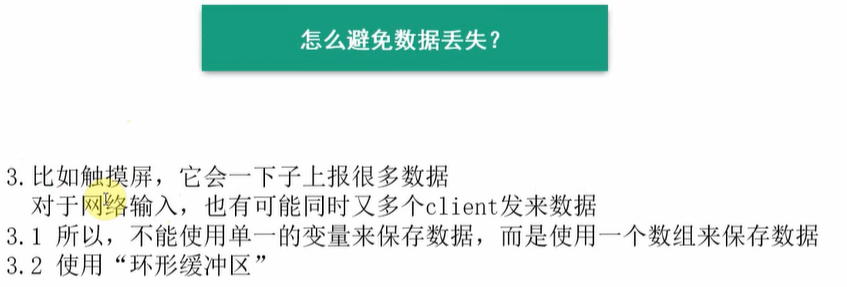 怎么避免数据丢失？
3. 比如触摸屏，它会一下子上报很多数据
对于网络输入，也有可能同时又多个client发来数据
3.1 所以，不能使用单一的变量来保存数据，而是使用一个数组来保存数据
3.2 使用“环形缓冲区”